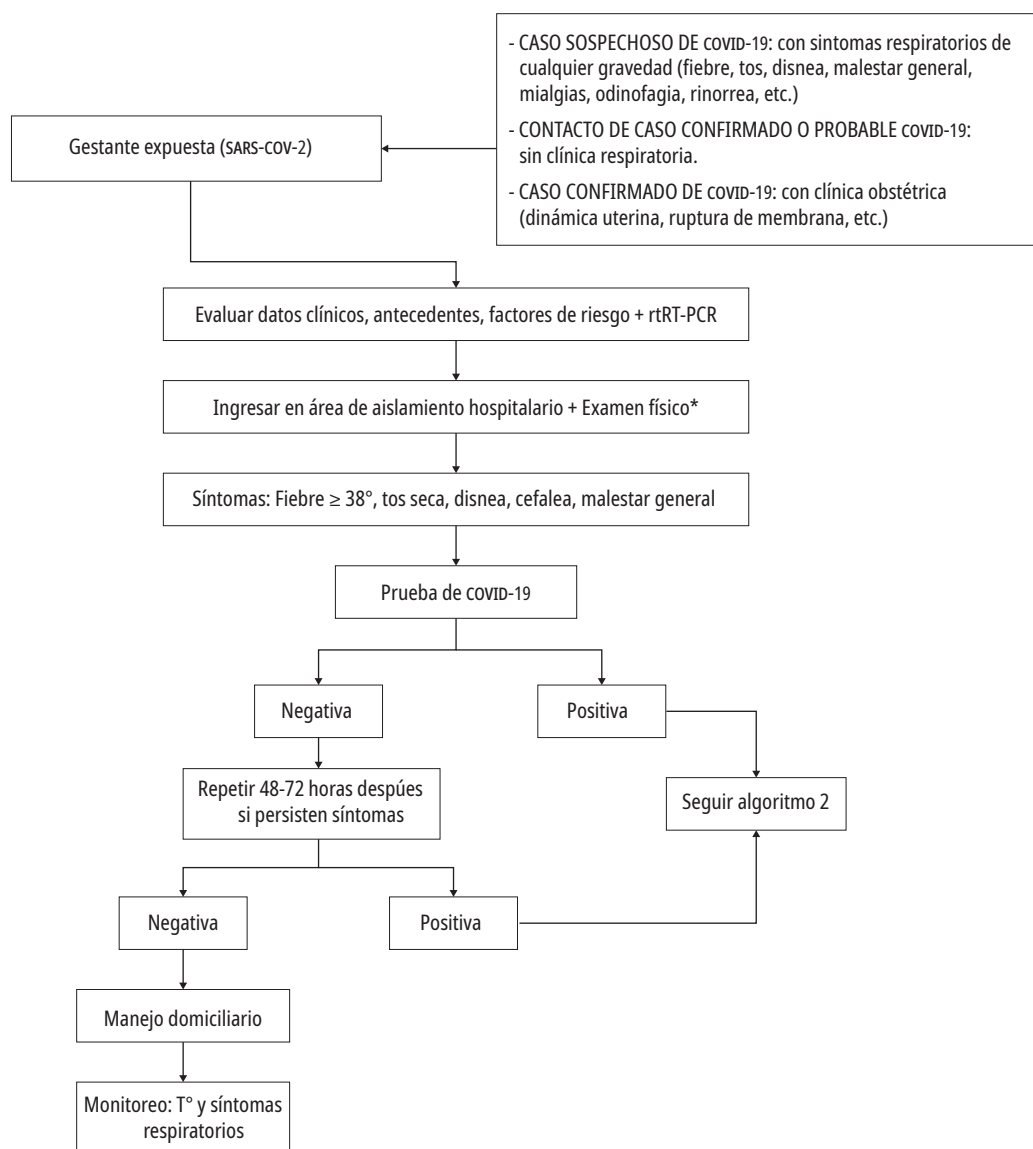 - CASO SOSPECHOSO DE COVID-19: con sintomas respiratorios de
cualquier gravedad (fiebre, tos, disnea, malestar general,
mialgias, odinofagia, rinorrea, etc.)
- CONTACTO DE CASO CONFIRMADO O PROBABLE COVID-19:
sin clínica respiratoria.
- CASO CONFIRMADO DE COVID-19: con clínica obstétrica
(dinámica uterina, ruptura de membrana, etc.)
Gestante expuesta (SARS-COV-2)
Evaluar datos clínicos, antecedentes, factores de riesgo + rtRT-PCR
Ingresar en área de aislamiento hospitalario + Examen físico*
Síntomas: Fiebre ≥ 38°, tos seca, disnea, cefalea, malestar general
Prueba de COVID-19
Negativa
Positiva
Repetir 48-72 horas despúes
si persisten síntomas
Seguir algoritmo 2
Negativa
Positiva
Manejo domiciliario
Monitoreo: T° y síntomas
respiratorios